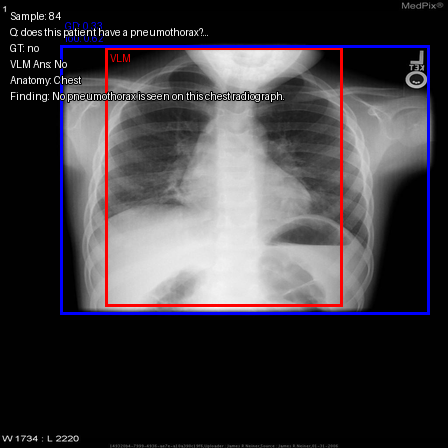 MedPix
1
Sample: 84
Q: does this patient have a pneumothorax?...
GT: no
VLM Ans: No
VLM
Anatomy: Chest
Finding: No pneumothorax is seen on this chest radiograph.
L
W 1734 : L 2220